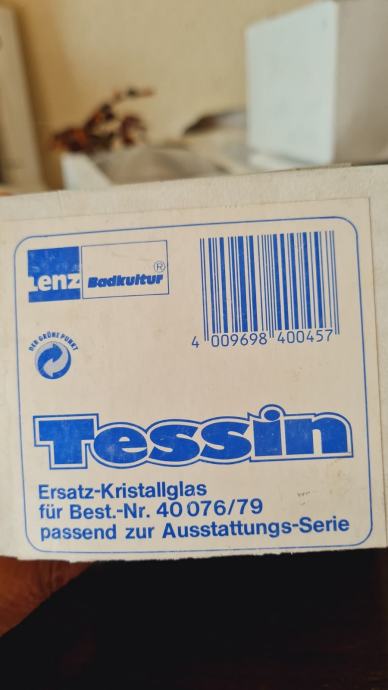 Lenz Badkultur®
4 009698 400457
DER GRÜNE PUNKT
Tessin
Ersatz-Kristallglas
für Best.-Nr. 40 076/79
passend zur Ausstattungs-Serie